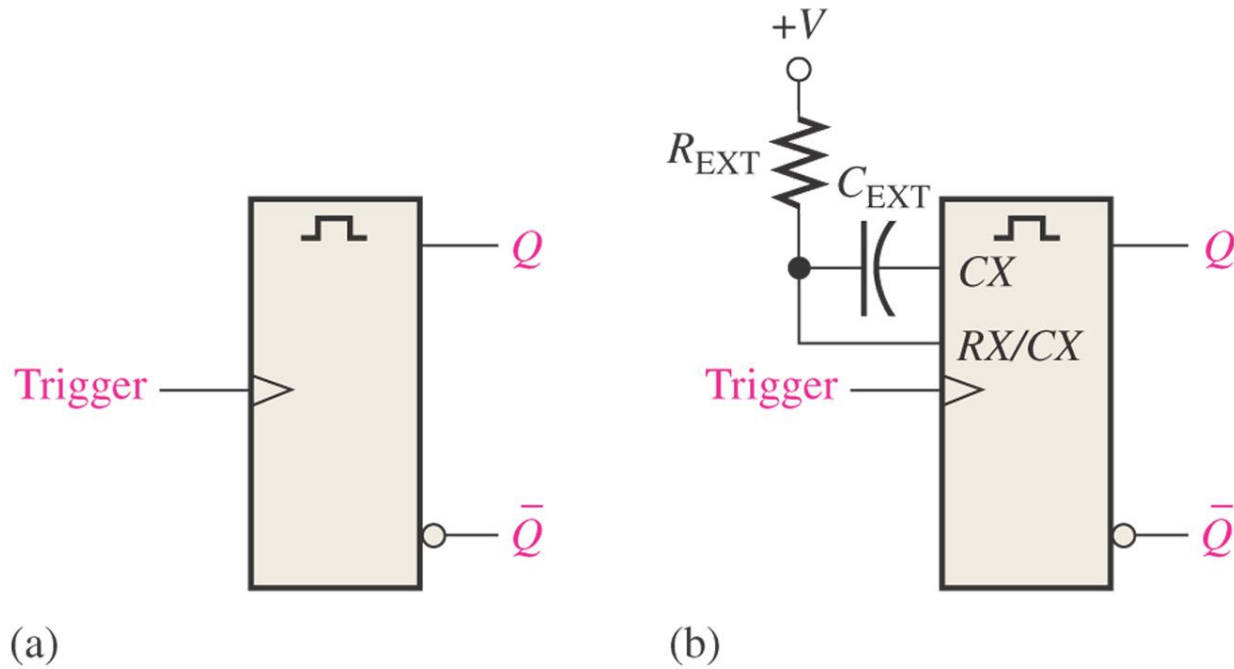 Trigger
Q
Q̄
(a)
+V
R_EXT
C_EXT
CX
RX/CX
Trigger
Q
Q̄
(b)